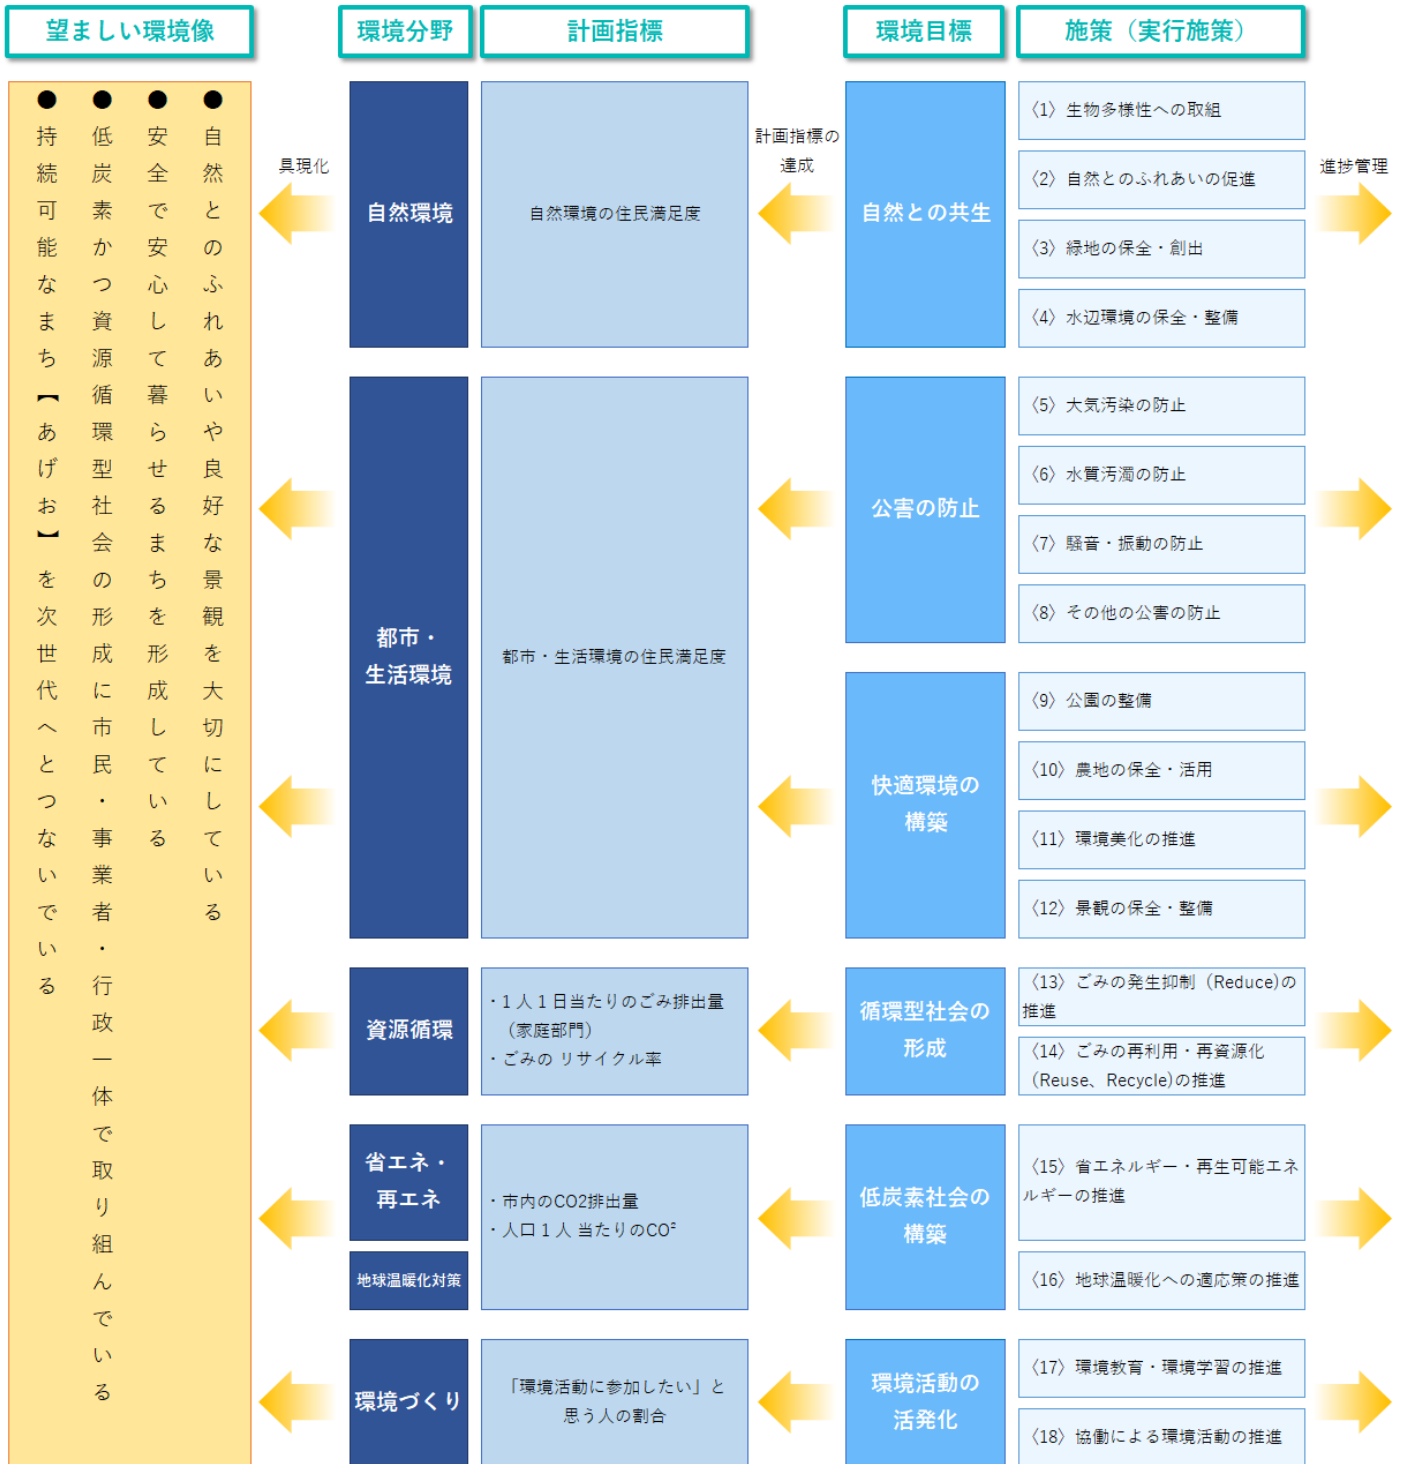 望ましい環境像
環境分野
計画指標
環境目標
施策（実行施策）
●自然とのふれあいや良好な景観を大切にしている
●安全で安心して暮らせるまちを形成している
●低炭素かつ資源循環型社会の形成に市民・事業者・行政一体で取り組んでいる
●持続可能なまち【あげお】を次世代へとつないでいる
具現化
自然環境
自然環境の住民満足度
計画指標の
達成
自然との共生
〈1〉生物多様性への取組
〈2〉自然とのふれあいの促進
〈3〉緑地の保全・創出
〈4〉水辺環境の保全・整備
進捗管理
都市・
生活環境
都市・生活環境の住民満足度
公害の防止
〈5〉大気汚染の防止
〈6〉水質汚濁の防止
〈7〉騒音・振動の防止
〈8〉その他の公害の防止
快適環境の
構築
〈9〉公園の整備
〈10〉農地の保全・活用
〈11〉環境美化の推進
〈12〉景観の保全・整備
資源循環
・1人1日当たりのごみ排出量
（家庭部門）
・ごみの リサイクル率
循環型社会の
形成
〈13〉ごみの発生抑制（Reduce)の
推進
〈14〉ごみの再利用・再資源化
(Reuse、Recycle)の推進
省エネ・
再エネ
地球温暖化対策
・市内のCO2排出量
・人口1人 当たりのCO²
低炭素社会の
構築
〈15〉省エネルギー・再生可能エネ
ルギーの推進
〈16〉地球温暖化への適応策の推進
環境づくり
「環境活動に参加したい」と
思う人の割合
環境活動の
活発化
〈17〉環境教育・環境学習の推進
〈18〉協働による環境活動の推進